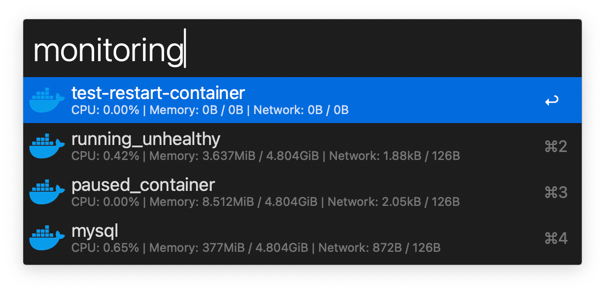 monitoring
test-restart-container
CPU: 0.00% | Memory: 0B / 0B | Network: 0B / 0B
↩
running_unhealthy
CPU: 0.42% | Memory: 3.637MiB / 4.804GiB | Network: 1.88kB / 126B
⌘2
paused_container
CPU: 0.00% | Memory: 8.512MiB / 4.804GiB | Network: 2.05kB / 126B
⌘3
mysql
CPU: 0.65% | Memory: 377MiB / 4.804GiB | Network: 872B / 126B
⌘4